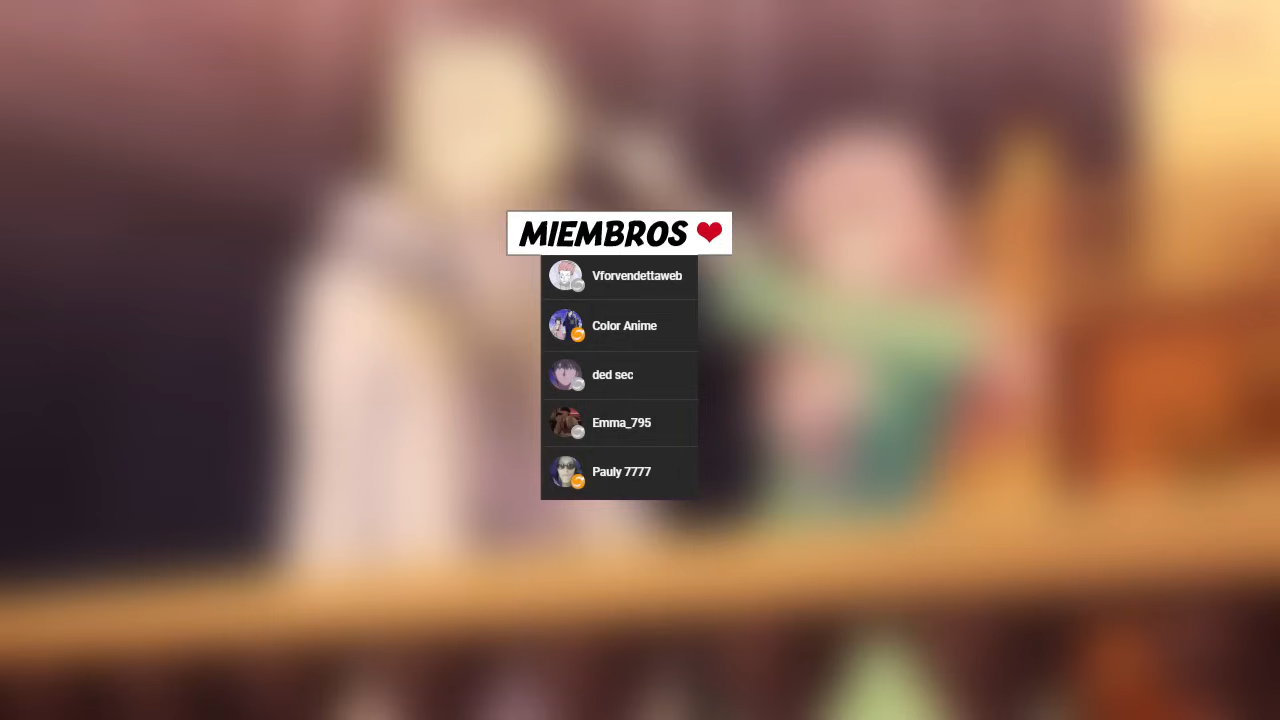 MIEMBROS ❤
Vforvendettaweb
Color Anime
ded sec
Emma_795
Pauly 7777